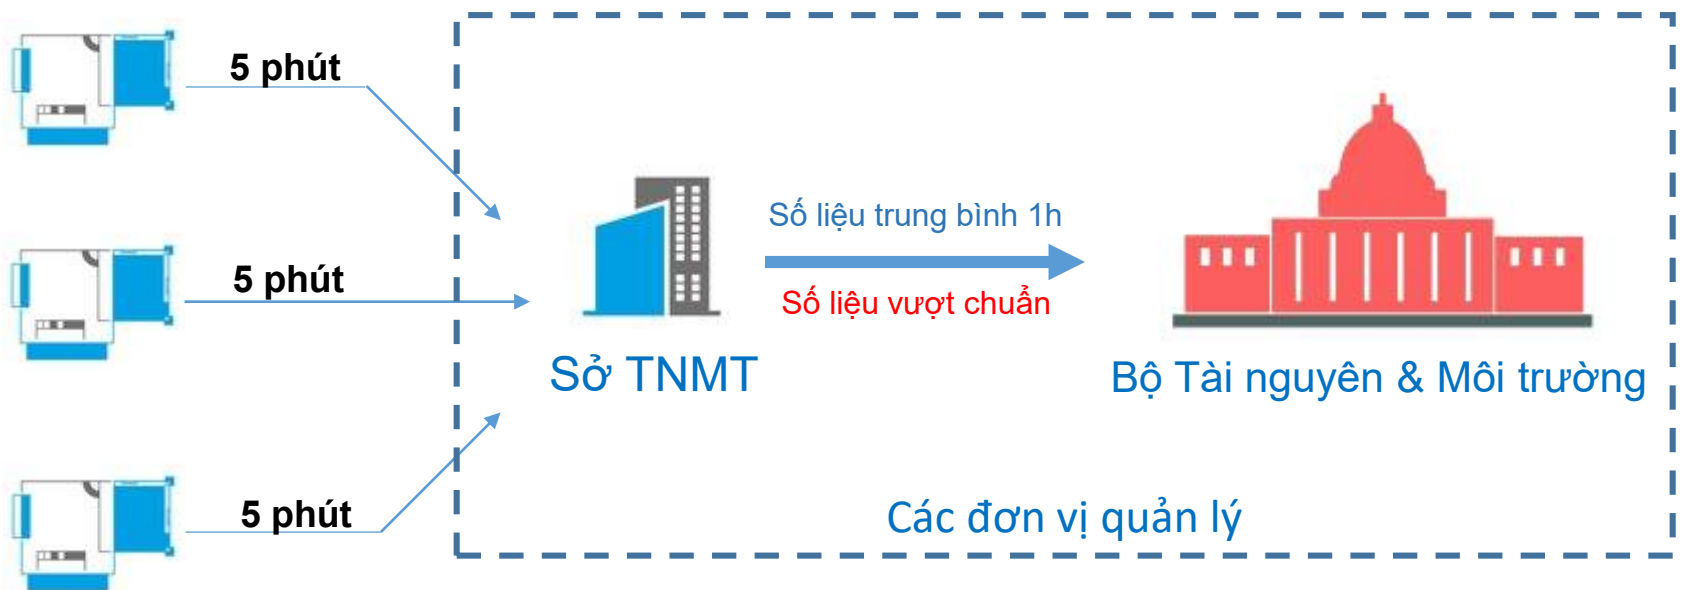 5 phút
5 phút
5 phút
Số liệu trung bình 1h
Số liệu vượt chuẩn
Sở TNMT
Bộ Tài nguyên & Môi trường
Các đơn vị quản lý